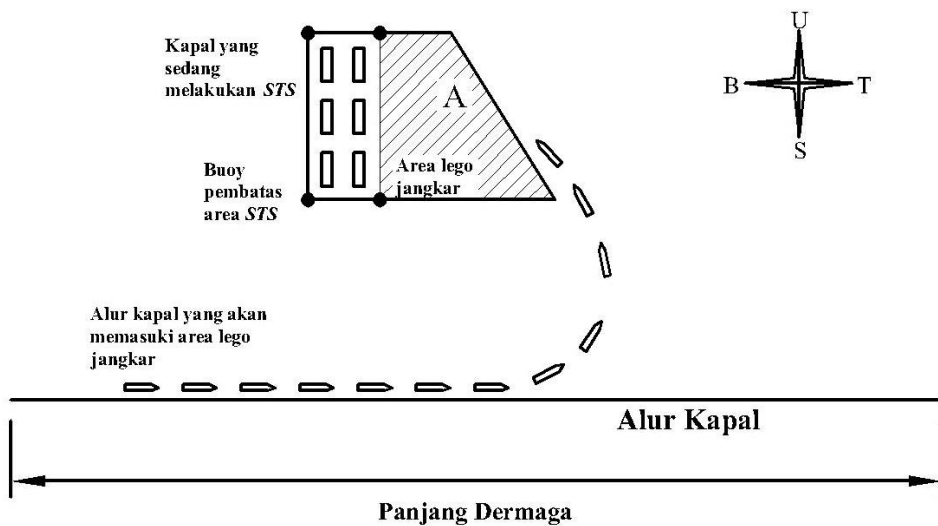 Kapal yang
sedang
melakukan STS
Buoy
pembatas
area STS
A
Area lego
jangkar
U
B
T
S
Alur kapal yang akan
memasuki area lego
jangkar
Alur Kapal
Panjang Dermaga